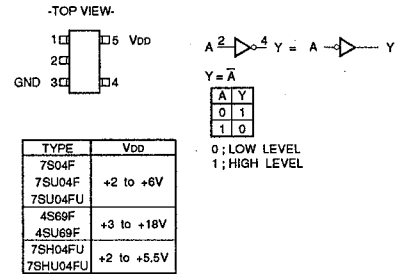 -TOP VIEW-
1 5 VDD
2
GND 3 4
A 2 4 Y = A Y
Y = A̅
A Y
0 1
1 0
0 ; LOW LEVEL
1 ; HIGH LEVEL
TYPE VDD
7S04F
7SU04F
7SU04FU
+2 to +6V
4S69F
4SU69F
+3 to +18V
7SH04FU
7SHU04FU
+2 to +5.5V